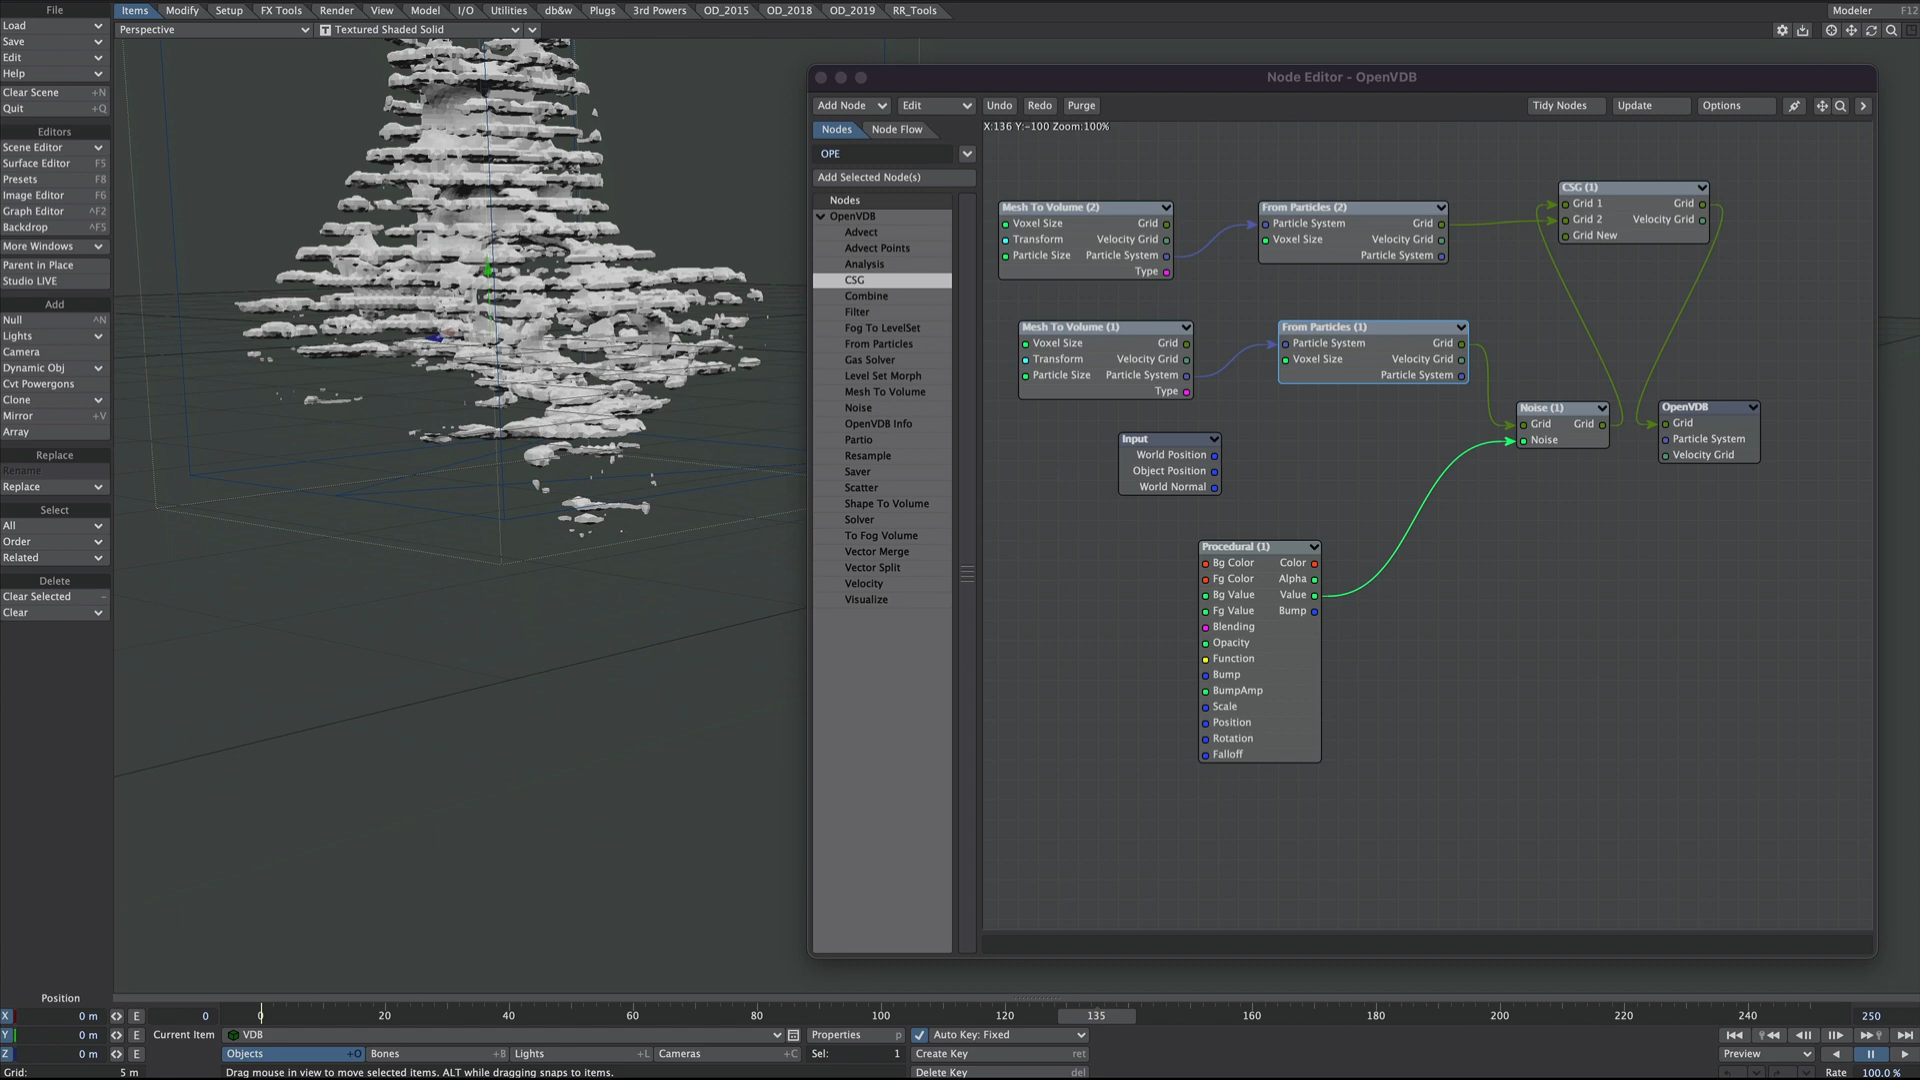 File
Items Modify Setup FX Tools Render View Model I/O Utilities db&w Plugs 3rd Powers OD_2015 OD_2018 OD_2019 RR_Tools Modeler F12
Load
Perspective Textured Shaded Solid
Save
Edit
Help
Clear Scene +N
Quit +Q
Editors
Scene Editor
Surface Editor F5
Presets F8
Image Editor F6
Graph Editor ^F2
Backdrop ^F5
More Windows
Parent in Place
Studio LIVE
Add
Null ^N
Lights
Camera
Dynamic Obj
Cvt Powergons
Clone
Mirror +V
Array
Replace
Rename
Replace
Select
All
Order
Related
Delete
Clear Selected –
Clear
Node Editor - OpenVDB
Add Node Edit Undo Redo Purge Tidy Nodes Update Options
Nodes Node Flow
X:136 Y:-100 Zoom:100%
OPE
Add Selected Node(s)
Nodes
OpenVDB
Advect
Advect Points
Analysis
CSG
Combine
Filter
Fog To LevelSet
From Particles
Gas Solver
Level Set Morph
Mesh To Volume
Noise
OpenVDB Info
Partio
Resample
Saver
Scatter
Shape To Volume
Solver
To Fog Volume
Vector Merge
Vector Split
Velocity
Visualize
Mesh To Volume (2)
Voxel Size Grid
Transform Velocity Grid
Particle Size Particle System
Type
From Particles (2)
Particle System Grid
Voxel Size Velocity Grid
Particle System
CSG (1)
Grid 1 Grid
Grid 2 Velocity Grid
Grid New
Mesh To Volume (1)
Voxel Size Grid
Transform Velocity Grid
Particle Size Particle System
Type
From Particles (1)
Particle System Grid
Voxel Size Velocity Grid
Particle System
Noise (1)
Grid Grid
Noise
OpenVDB
Grid
Particle System
Velocity Grid
Input
World Position
Object Position
World Normal
Procedural (1)
Bg Color Color
Fg Color Alpha
Bg Value Value
Fg Value Bump
Blending
Opacity
Function
Bump
BumpAmp
Scale
Position
Rotation
Falloff
Position
X 0 m E 0 0 20 40 60 80 100 120 135 160 180 200 220 240 250
Y 0 m E Current Item VDB Properties p Auto Key: Fixed
Z 0 m E Objects +O Bones +B Lights +L Cameras +C Sel: 1 Create Key ret Preview
Grid: 5 m Drag mouse in view to move selected items. ALT while dragging snaps to items. Delete Key del Rate 100.0 %